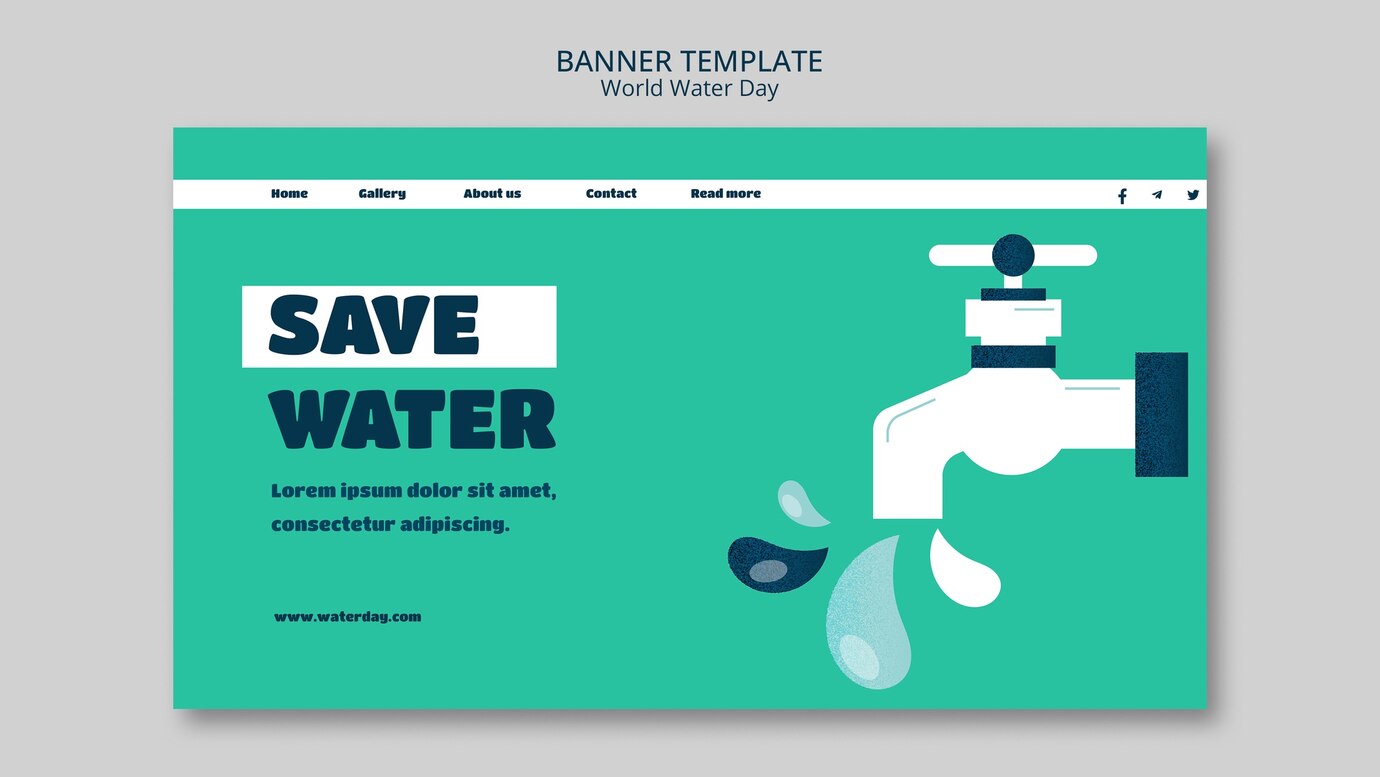 BANNER TEMPLATE
World Water Day
Home Gallery About us Contact Read more
SAVE
WATER
Lorem ipsum dolor sit amet,
consectetur adipiscing.
www.waterday.com